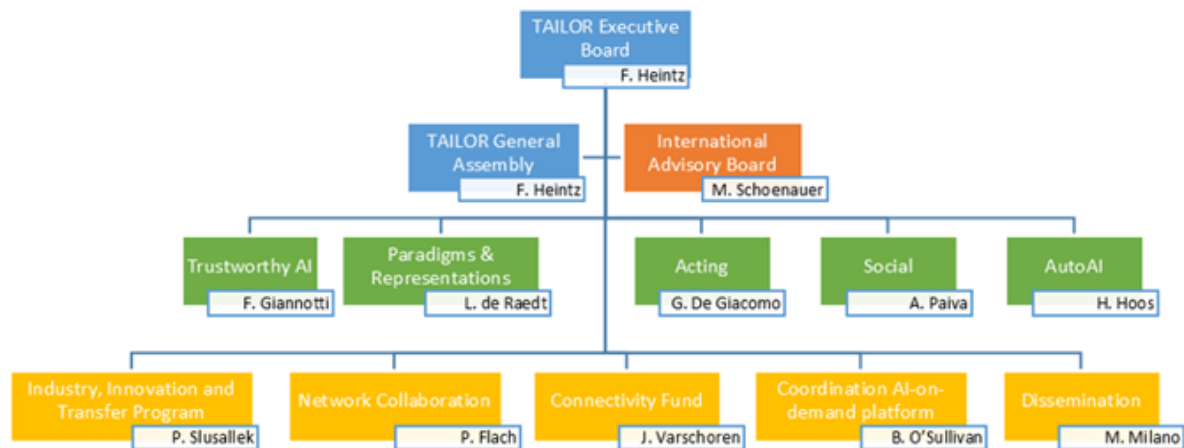 TAILOR Executive
Board
F. Heintz
TAILOR General
Assembly
F. Heintz
International
Advisory Board
M. Schoenauer
Trustworthy AI
F. Giannotti
Paradigms &
Representations
L. de Raedt
Acting
G. De Giacomo
Social
A. Paiva
AutoAI
H. Hoos
Industry, Innovation and
Transfer Program
P. Slusallek
Network Collaboration
P. Flach
Connectivity Fund
J. Varschoren
Coordination AI-on-
demand platform
B. O'Sullivan
Dissemination
M. Milano